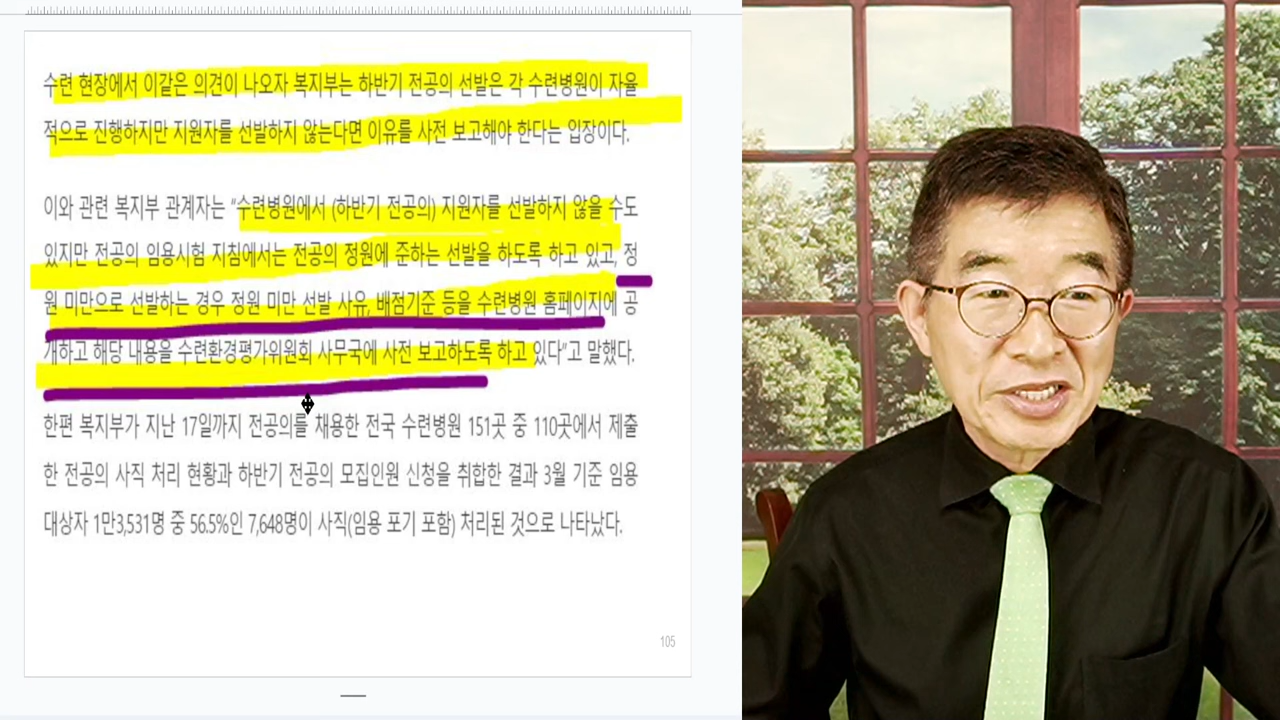 수련 현장에서 이같은 의견이 나오자 복지부는 하반기 전공의 선발은 각 수련병원이 자율
적으로 진행하지만 지원자를 선발하지 않는다면 이유를 사전 보고해야 한다는 입장이다.
이와 관련 복지부 관계자는 “수련병원에서 (하반기 전공의) 지원자를 선발하지 않을 수도
있지만 전공의 임용시험 지침에서는 전공의 정원에 준하는 선발을 하도록 하고 있고, 정
원 미만으로 선발하는 경우 정원 미만 선발 사유, 배점기준 등을 수련병원 홈페이지에 공
개하고 해당 내용을 수련환경평가위원회 사무국에 사전 보고하도록 하고 있다”고 말했다.
한편 복지부가 지난 17일까지 전공의를 채용한 전국 수련병원 151곳 중 110곳에서 제출
한 전공의 사직 처리 현황과 하반기 전공의 모집인원 신청을 취합한 결과 3월 기준 임용
대상자 1만3,531명 중 56.5%인 7,648명이 사직(임용 포기 포함) 처리된 것으로 나타났다.
105